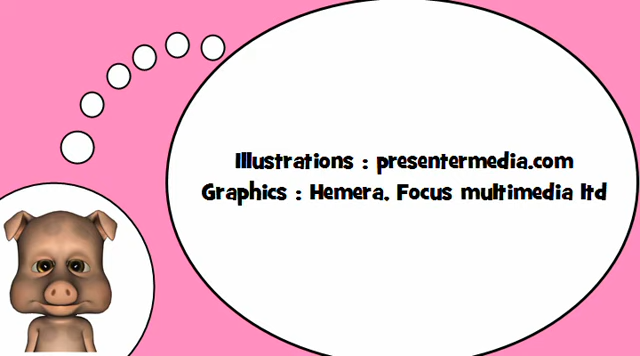 Illustrations : presentermedia.com
Graphics : Hemera, Focus multimedia ltd